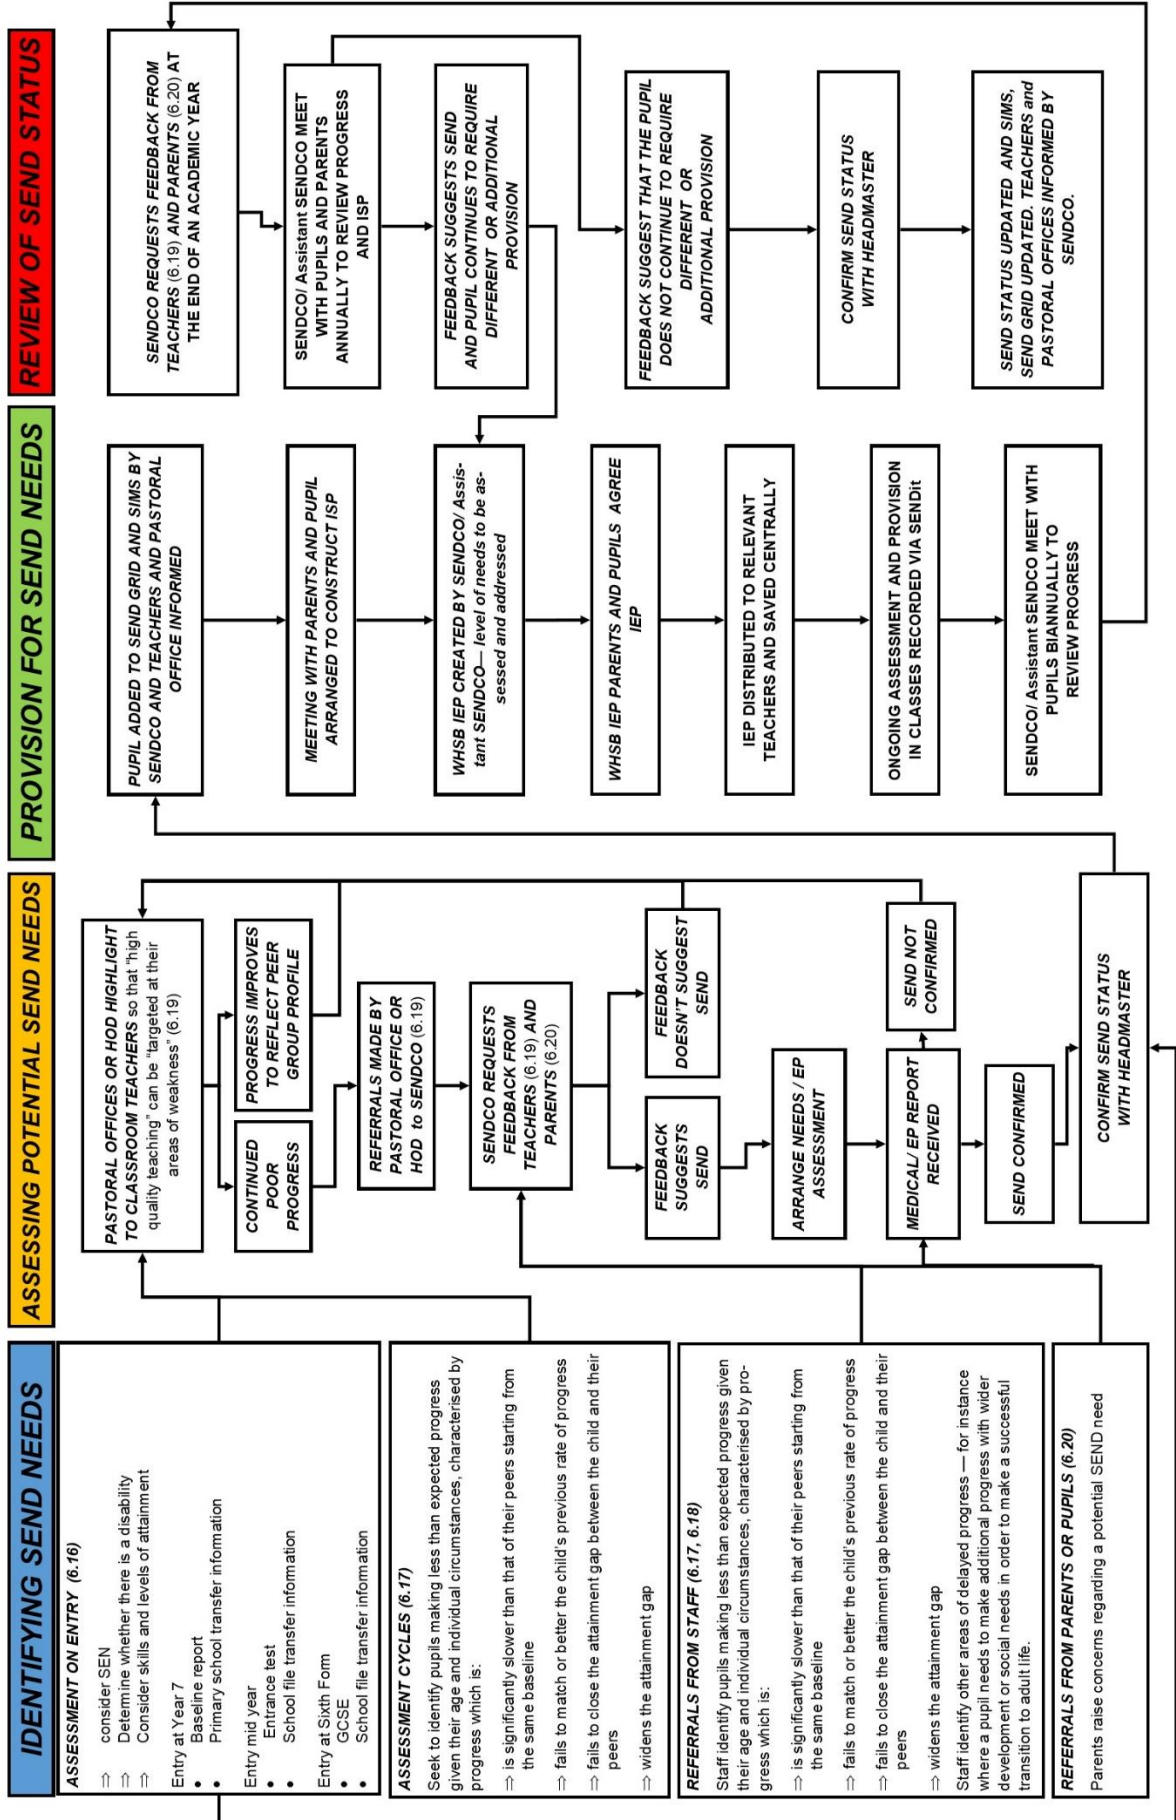 IDENTIFYING SEND NEEDS
ASSESSMENT ON ENTRY (6.16)
⇒ consider SEN
⇒ Determine whether there is a disability
⇒ Consider skills and levels of attainment
Entry at Year 7
• Baseline report
• Primary school transfer information
Entry mid year
• Entrance test
• School file transfer information
Entry at Sixth Form
• GCSE
• School file transfer information
ASSESSMENT CYCLES (6.17)
Seek to identify pupils making less than expected progress
given their age and individual circumstances, characterised by
progress which is:
⇒ is significantly slower than that of their peers starting from
the same baseline
⇒ fails to match or better the child's previous rate of progress
⇒ fails to close the attainment gap between the child and their
peers
⇒ widens the attainment gap
REFERRALS FROM STAFF (6.17, 6.18)
Staff identify pupils making less than expected progress given
their age and individual circumstances, characterised by pro-
gress which is:
⇒ is significantly slower than that of their peers starting from
the same baseline
⇒ fails to match or better the child's previous rate of progress
⇒ fails to close the attainment gap between the child and their
peers
⇒ widens the attainment gap
Staff identify other areas of delayed progress — for instance
where a pupil needs to make additional progress with wider
development or social needs in order to make a successful
transition to adult life.
REFERRALS FROM PARENTS OR PUPILS (6.20)
Parents raise concerns regarding a potential SEND need
ASSESSING POTENTIAL SEND NEEDS
PASTORAL OFFICES OR HOD HIGHLIGHT
TO CLASSROOM TEACHERS so that "high
quality teaching" can be "targeted at their
areas of weakness" (6.19)
CONTINUED
POOR
PROGRESS
PROGRESS IMPROVES
TO REFLECT PEER
GROUP PROFILE
REFERRALS MADE BY
PASTORAL OFFICE OR
HOD to SENDCO (6.19)
SENDCO REQUESTS
FEEDBACK FROM
TEACHERS (6.19) AND
PARENTS (6.20)
FEEDBACK
SUGGESTS
SEND
FEEDBACK
DOESN'T SUGGEST
SEND
ARRANGE NEEDS / EP
ASSESSMENT
MEDICAL/ EP REPORT
RECEIVED
SEND NOT
CONFIRMED
SEND CONFIRMED
CONFIRM SEND STATUS
WITH HEADMASTER
PROVISION FOR SEND NEEDS
PUPIL ADDED TO SEND GRID AND SIMS BY
SENDCO AND TEACHERS AND PASTORAL
OFFICE INFORMED
MEETING WITH PARENTS AND PUPIL
ARRANGED TO CONSTRUCT ISP
WHSB IEP CREATED BY SENDCO/ Assis-
tant SENDCO— level of needs to be as-
sessed and addressed
WHSB IEP PARENTS AND PUPILS AGREE
IEP
IEP DISTRIBUTED TO RELEVANT
TEACHERS AND SAVED CENTRALLY
ONGOING ASSESSMENT AND PROVISION
IN CLASSES RECORDED VIA SENDit
SENDCO/ Assistant SENDCO MEET WITH
PUPILS BIANNUALLY TO
REVIEW PROGRESS
REVIEW OF SEND STATUS
SENDCO REQUESTS FEEDBACK FROM
TEACHERS (6.19) AND PARENTS (6.20) AT
THE END OF AN ACADEMIC YEAR
SENDCO/ Assistant SENDCO MEET
WITH PUPILS AND PARENTS
ANNUALLY TO REVIEW PROGRESS
AND ISP
FEEDBACK SUGGESTS SEND
AND PUPIL CONTINUES TO REQUIRE
DIFFERENT OR ADDITIONAL
PROVISION
FEEDBACK SUGGEST THAT THE PUPIL
DOES NOT CONTINUE TO REQUIRE
DIFFERENT OR
ADDITIONAL PROVISION
CONFIRM SEND STATUS
WITH HEADMASTER
SEND STATUS UPDATED AND SIMS,
SEND GRID UPDATED. TEACHERS and
PASTORAL OFFICES INFORMED BY
SENDCO.